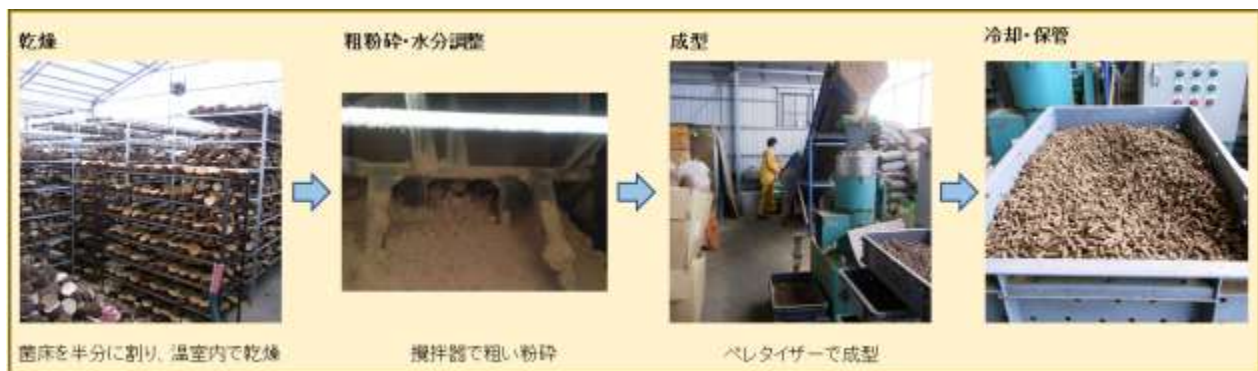 乾燥
粗粉砕・水分調整
成型
冷却・保管
菌床を半分に割り、温室内で乾燥
攪拌器で粗い粉砕
ペレタイザーで成型